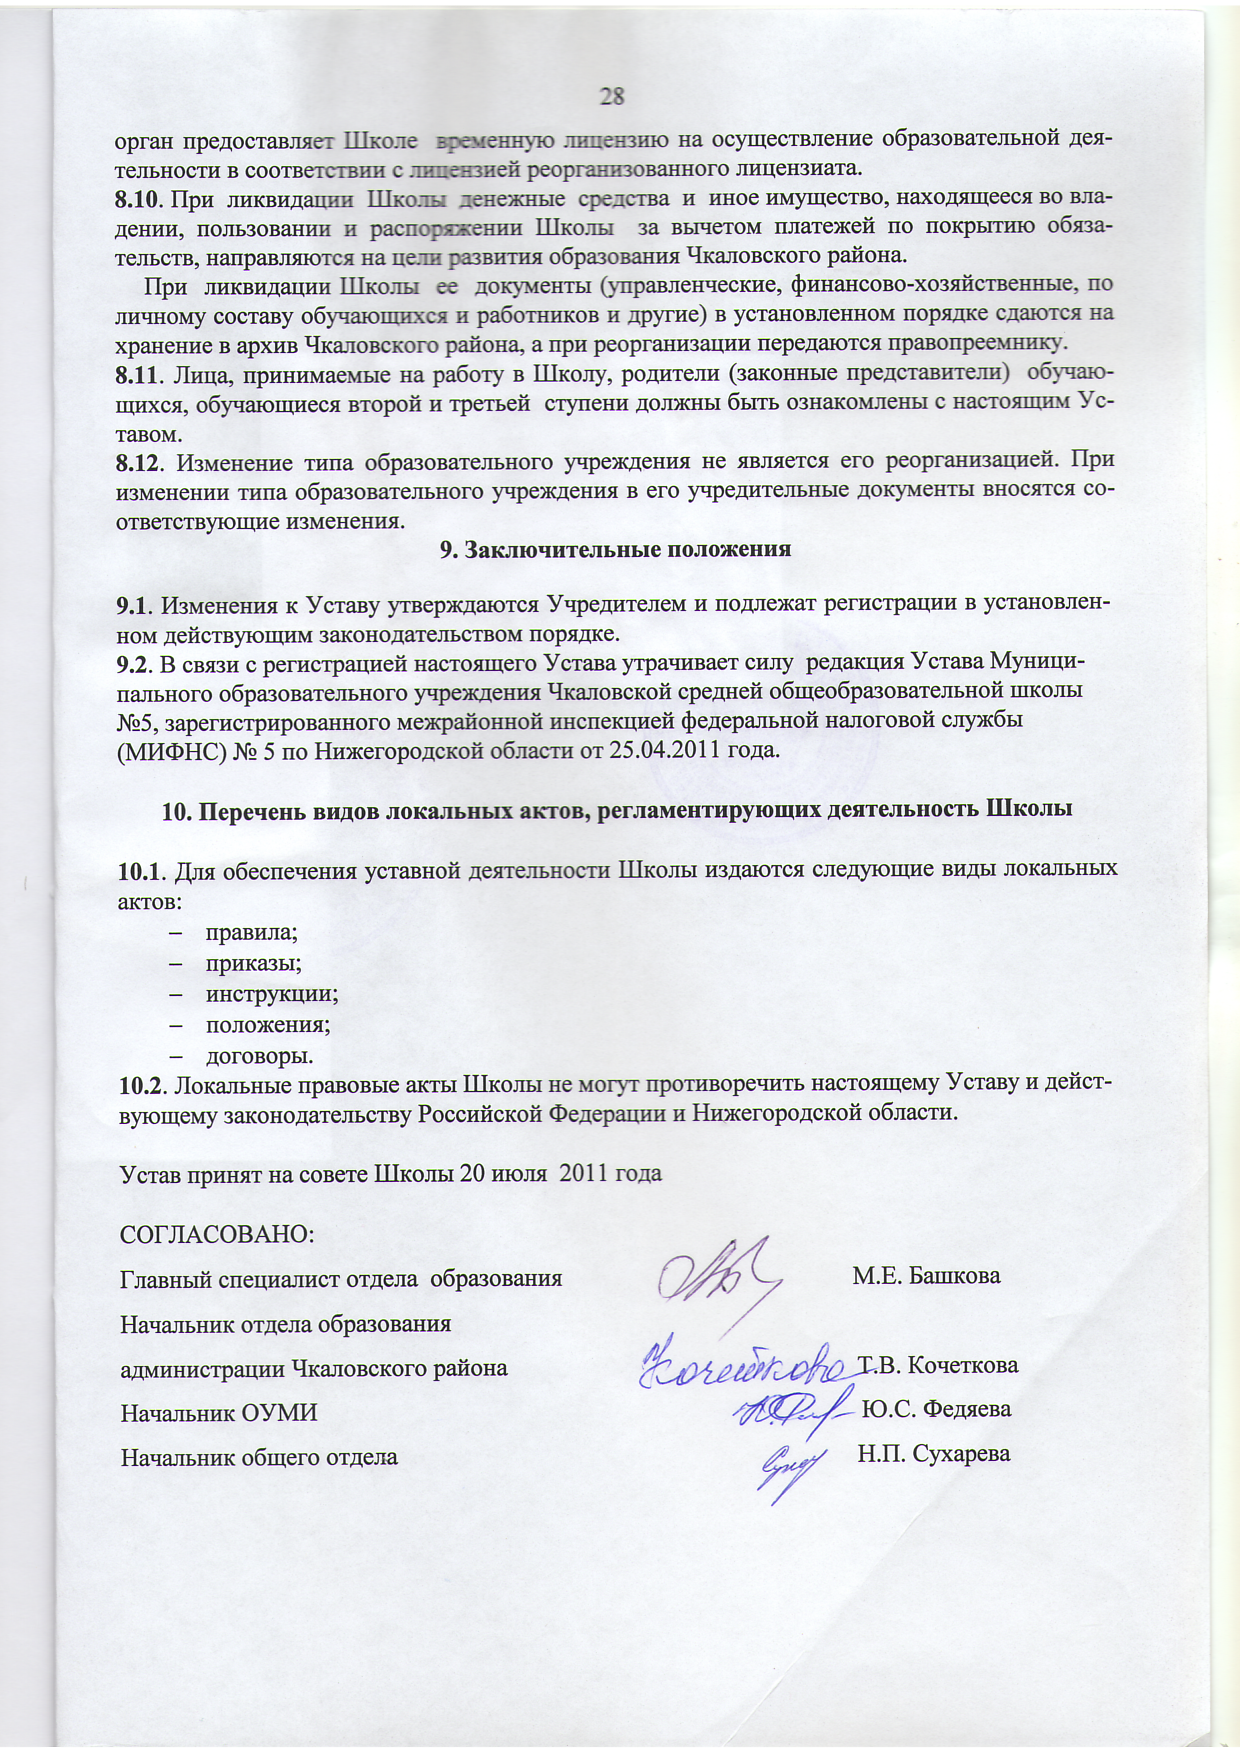 28
орган предоставляет Школе временную лицензию на осуществление образовательной дея-
тельности в соответствии с лицензией реорганизованного лицензиата.
8.10. При ликвидации Школы денежные средства и иное имущество, находящееся во вла-
дении, пользовании и распоряжении Школы за вычетом платежей по покрытию обяза-
тельств, направляются на цели развития образования Чкаловского района.
При ликвидации Школы ее документы (управленческие, финансово-хозяйственные, по
личному составу обучающихся и работников и другие) в установленном порядке сдаются на
хранение в архив Чкаловского района, а при реорганизации передаются правопреемнику.
8.11. Лица, принимаемые на работу в Школу, родители (законные представители) обучаю-
щихся, обучающиеся второй и третьей ступени должны быть ознакомлены с настоящим Ус-
тавом.
8.12. Изменение типа образовательного учреждения не является его реорганизацией. При
изменении типа образовательного учреждения в его учредительные документы вносятся со-
ответствующие изменения.
9. Заключительные положения
9.1. Изменения к Уставу утверждаются Учредителем и подлежат регистрации в установлен-
ном действующим законодательством порядке.
9.2. В связи с регистрацией настоящего Устава утрачивает силу редакция Устава Муници-
пального образовательного учреждения Чкаловской средней общеобразовательной школы
№5, зарегистрированного межрайонной инспекцией федеральной налоговой службы
(МИФНС) № 5 по Нижегородской области от 25.04.2011 года.
10. Перечень видов локальных актов, регламентирующих деятельность Школы
10.1. Для обеспечения уставной деятельности Школы издаются следующие виды локальных
актов:
– правила;
– приказы;
– инструкции;
– положения;
– договоры.
10.2. Локальные правовые акты Школы не могут противоречить настоящему Уставу и дейст-
вующему законодательству Российской Федерации и Нижегородской области.
Устав принят на совете Школы 20 июля 2011 года
СОГЛАСОВАНО:
Главный специалист отдела образования М.Е. Башкова
Начальник отдела образования
администрации Чкаловского района Кочеткова Т.В. Кочеткова
Начальник ОУМИ Ю.С. Федяева
Начальник общего отдела Н.П. Сухарева